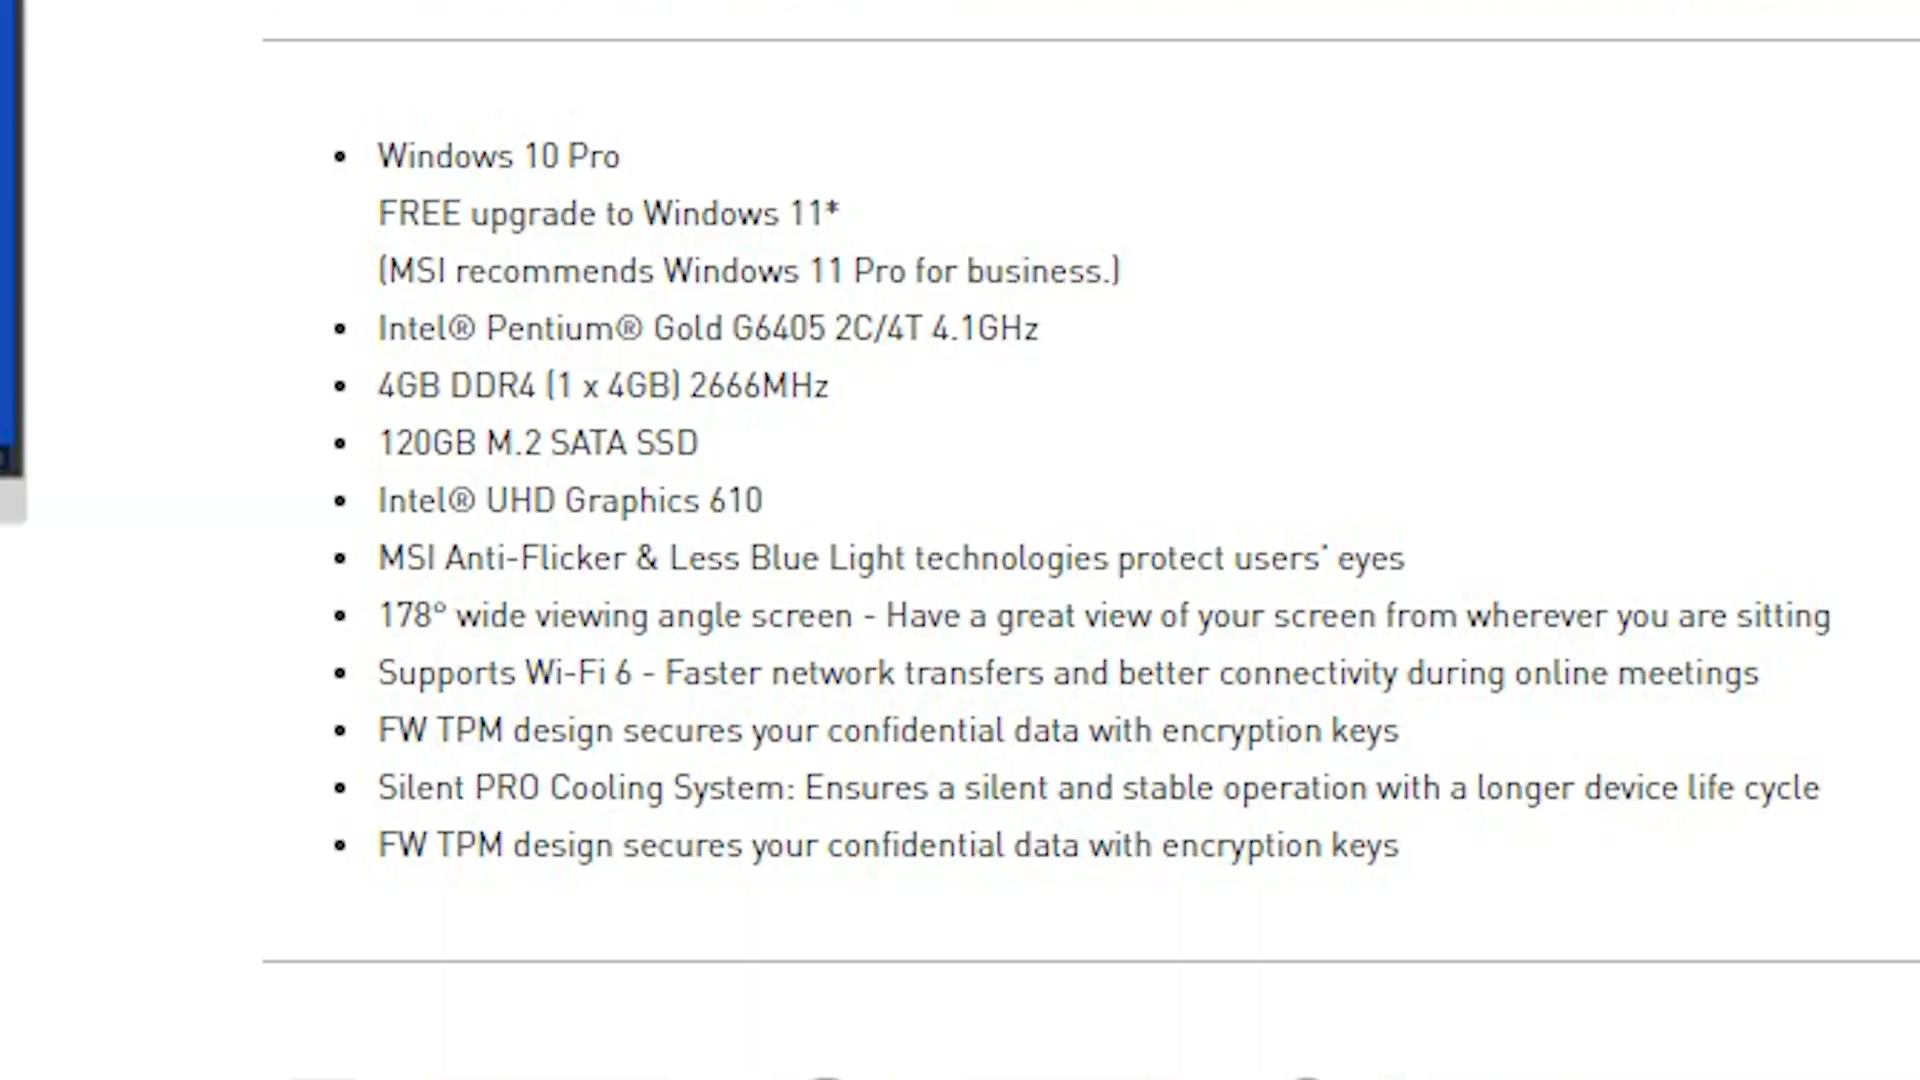 Windows 10 Pro
FREE upgrade to Windows 11*
(MSI recommends Windows 11 Pro for business.)
Intel® Pentium® Gold G6405 2C/4T 4.1GHz
4GB DDR4 (1 x 4GB) 2666MHz
120GB M.2 SATA SSD
Intel® UHD Graphics 610
MSI Anti-Flicker & Less Blue Light technologies protect users' eyes
178° wide viewing angle screen - Have a great view of your screen from wherever you are sitting
Supports Wi-Fi 6 - Faster network transfers and better connectivity during online meetings
FW TPM design secures your confidential data with encryption keys
Silent PRO Cooling System: Ensures a silent and stable operation with a longer device life cycle
FW TPM design secures your confidential data with encryption keys